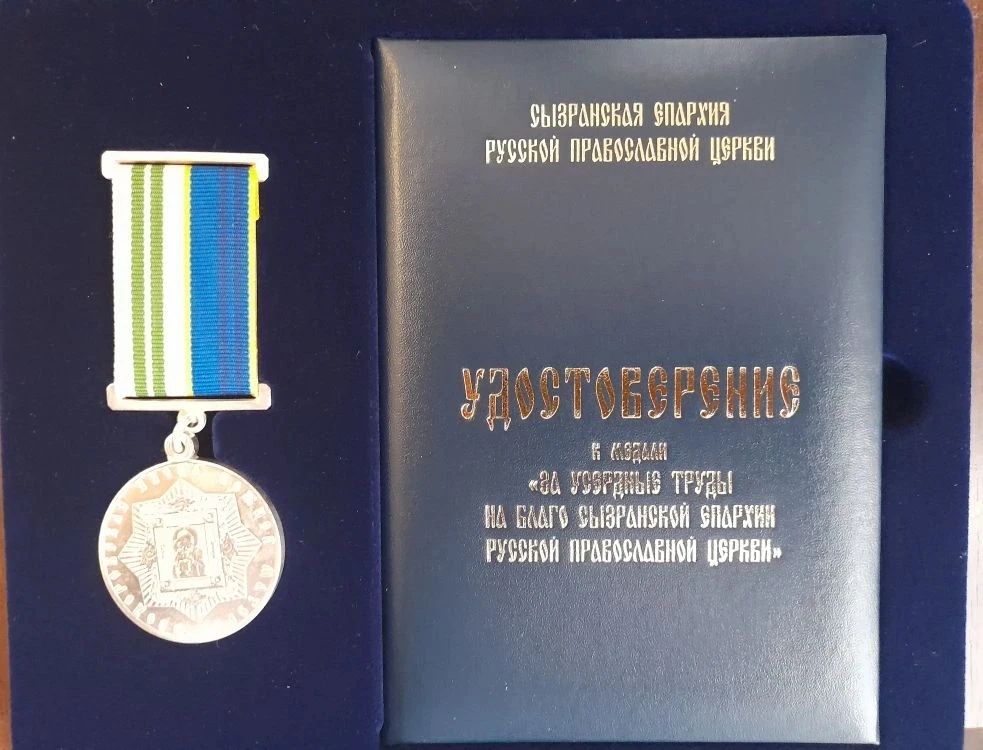 СЫЗРАНСКАЯ ЕПАРХИЯ
РУССКОЙ ПРАВОСЛАВНОЙ ЦЕРКВИ
УДОСТОВЕРЕНИЕ
К МЕДАЛИ
«ЗА УСЕРДНЫЕ ТРУДЫ
НА БЛАГО СЫЗРАНСКОЙ ЕПАРХИИ
РУССКОЙ ПРАВОСЛАВНОЙ ЦЕРКВИ»